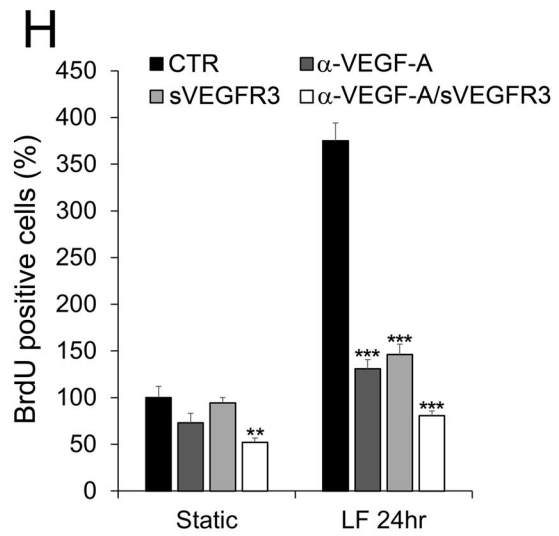 H
CTR α-VEGF-A
sVEGFR3 α-VEGF-A/sVEGFR3
BrdU positive cells (%)
450
400
350
300
250
200
150
100
50
0
**
***
***
***
Static LF 24hr